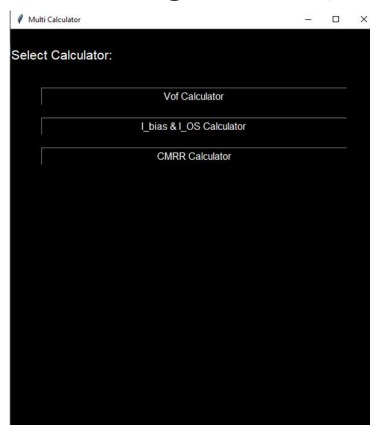 Multi Calculator
Select Calculator:
Vof Calculator
I_bias & I_OS Calculator
CMRR Calculator